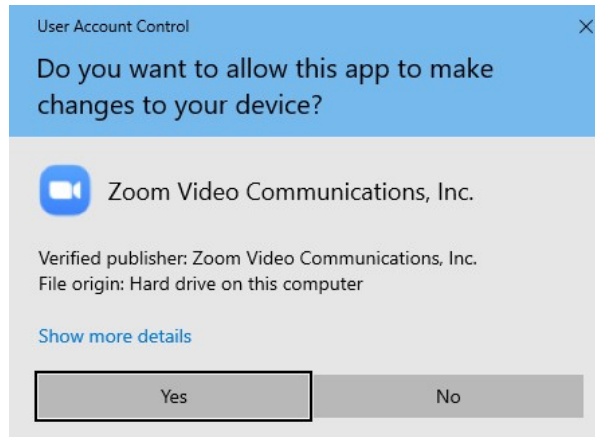 User Account Control
Do you want to allow this app to make
changes to your device?
Zoom Video Communications, Inc.
Verified publisher: Zoom Video Communications, Inc.
File origin: Hard drive on this computer
Show more details
Yes
No